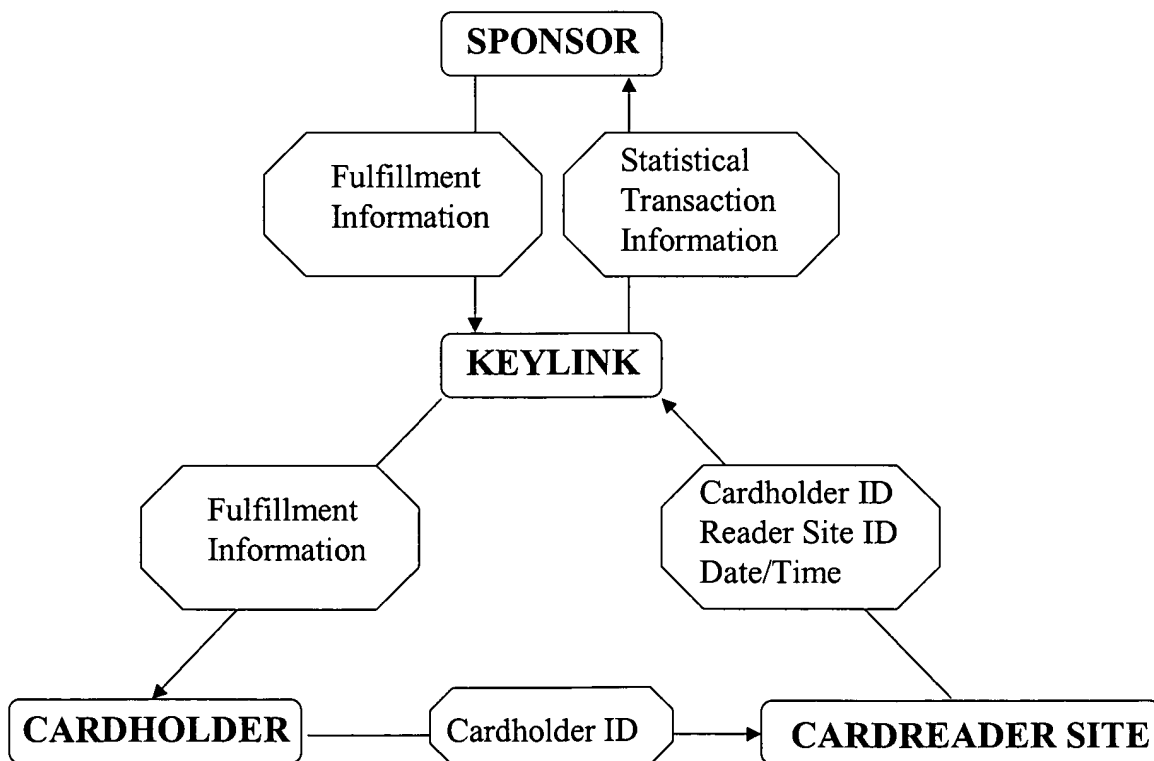 SPONSOR
Fulfillment
Information
Statistical
Transaction
Information
KEYLINK
Fulfillment
Information
Cardholder ID
Reader Site ID
Date/Time
CARDHOLDER
Cardholder ID
CARDREADER SITE